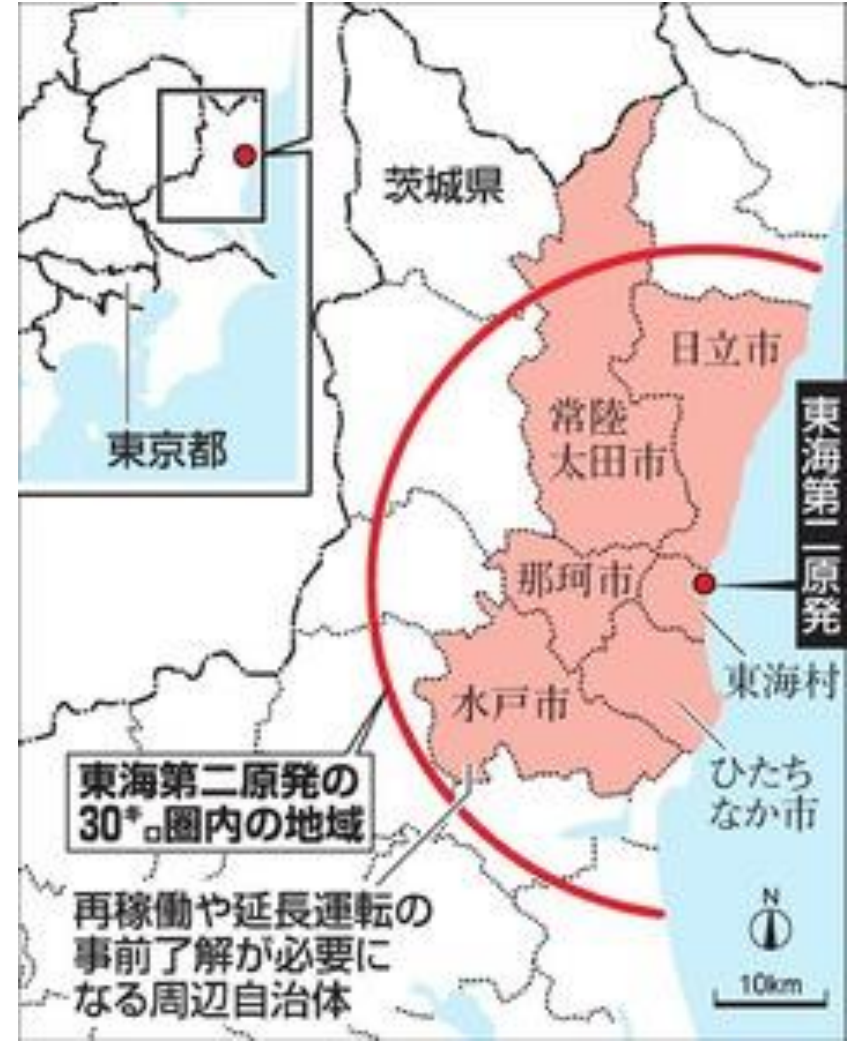 茨城県
東京都
日立市
常陸
太田市
東海第二原発
那珂市
東海村
水戸市
ひたち
なか市
東海第二原発の
30㌔圏内の地域
再稼働や延長運転の
事前了解が必要に
なる周辺自治体
N
10km